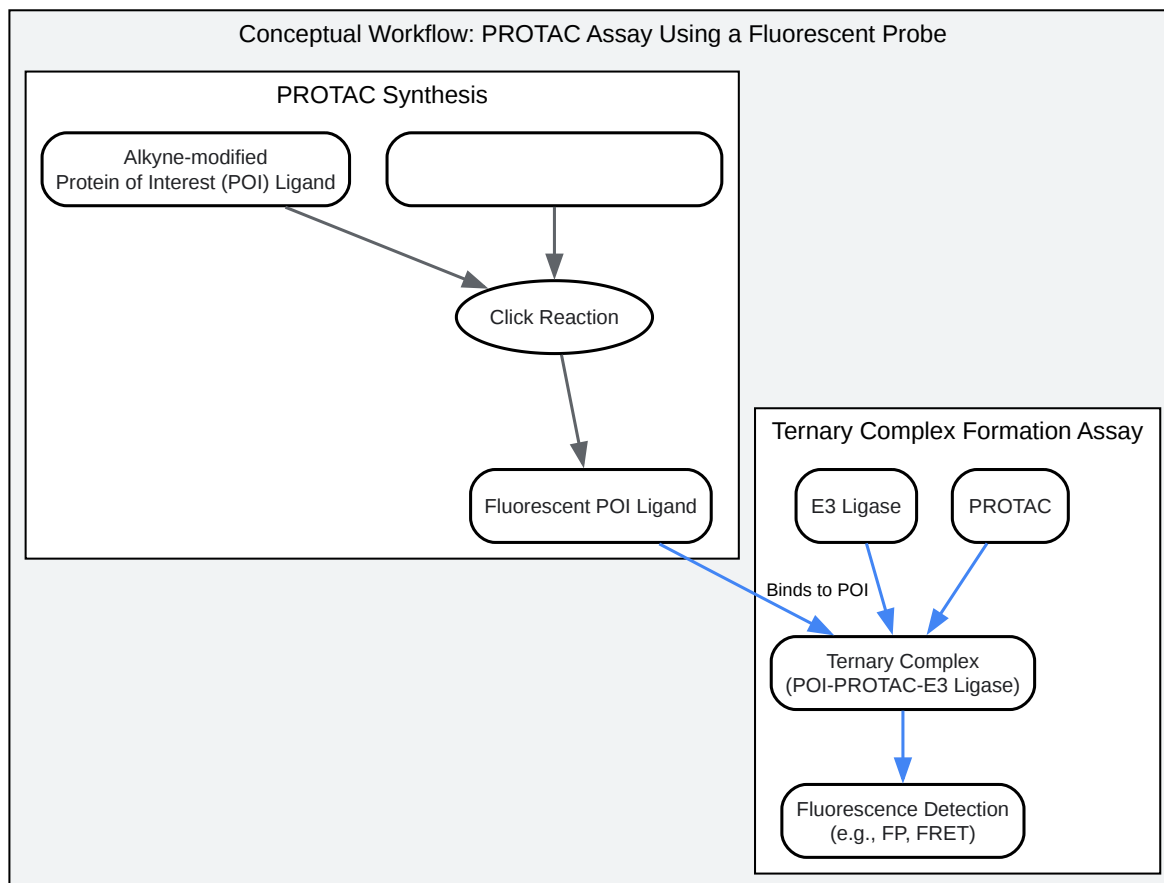 Conceptual Workflow: PROTAC Assay Using a Fluorescent Probe
PROTAC Synthesis
Alkyne-modified
Protein of Interest (POI) Ligand
Click Reaction
Fluorescent POI Ligand
Ternary Complex Formation Assay
E3 Ligase
PROTAC
Binds to POI
Ternary Complex
(POI-PROTAC-E3 Ligase)
Fluorescence Detection
(e.g., FP, FRET)